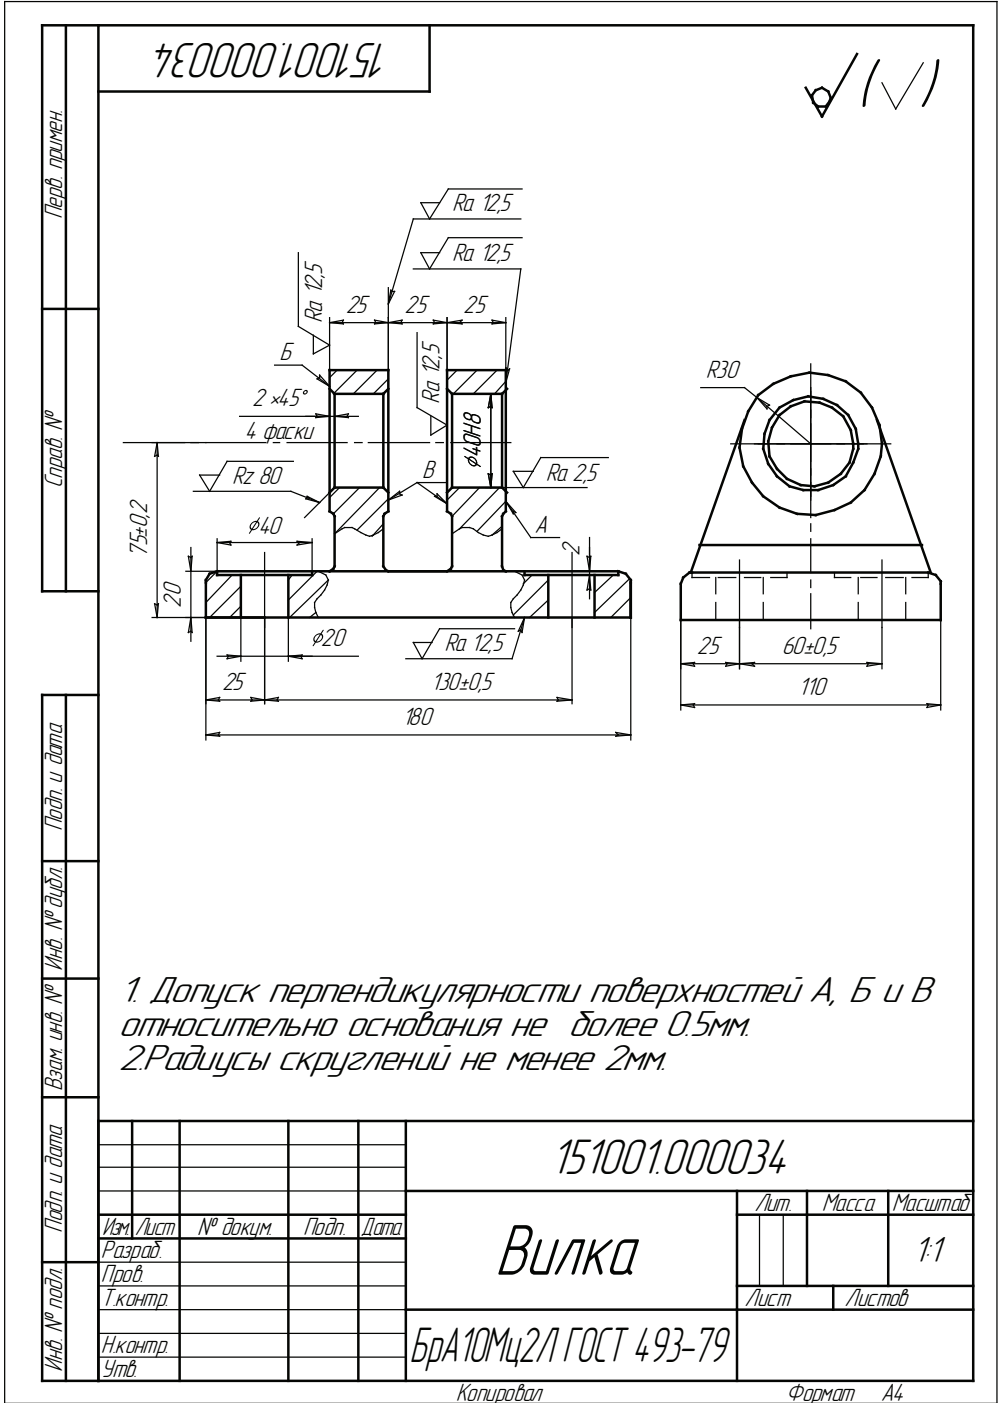 151001.000034
Перв. примен.
Справ. №
Подп. и дата
Инв. № дубл.
Взам. инв. №
Подп. и дата
Инв. № подл.
√ (√)
Ra 12,5
Ra 12,5
Ra 12,5
25 25 25
Ra 12,5
Б
2 ×45°
4 фаски
ϕ40H8
R30
Rz 80
В
Ra 2,5
А
75±0,2
ϕ40
2
20
ϕ20
Ra 12,5
25
130±0,5
180
25
60±0,5
110
1. Допуск перпендикулярности поверхностей А, Б и В
относительно основания не более 0.5мм.
2.Радиусы скруглений не менее 2мм.
151001.000034
Изм. Лист № докум. Подп. Дата
Разраб.
Пров.
Т.контр.
Н.контр.
Утв.
Вилка
Лит. Масса Масштаб
1:1
Лист Листов
БрА10Мц2Л ГОСТ 493-79
Копировал Формат А4